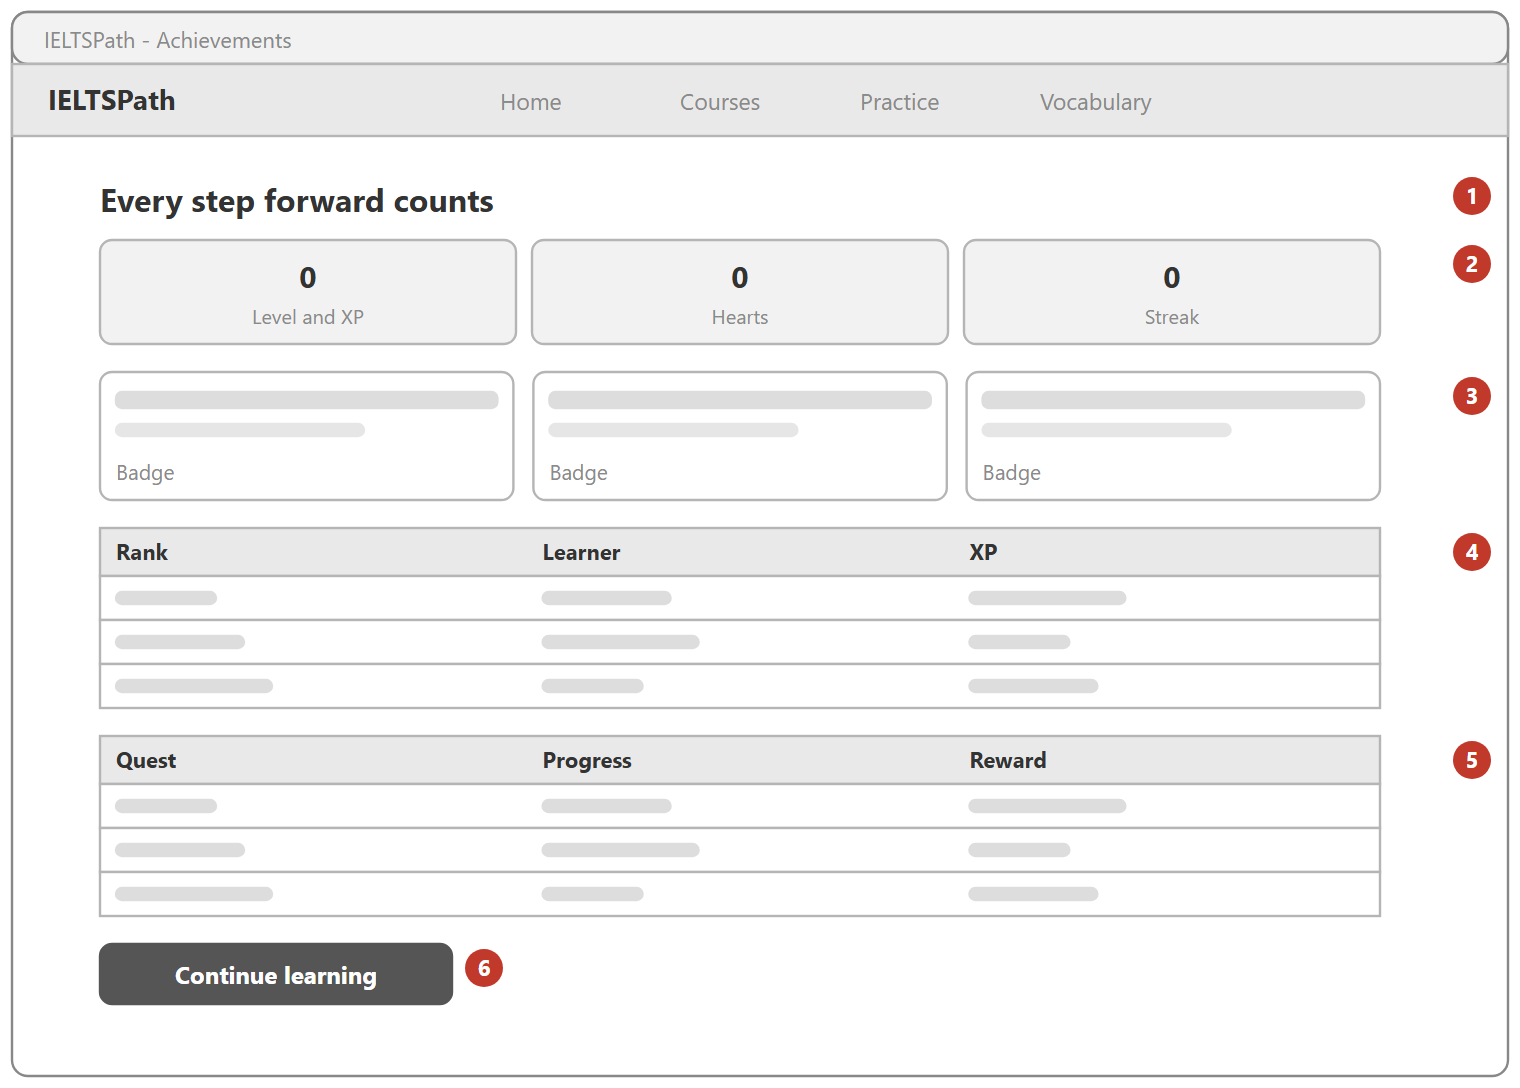 IELTSPath - Achievements
IELTSPath Home Courses Practice Vocabulary
Every step forward counts 1
2
0 0 0
Level and XP Hearts Streak
3
Badge Badge Badge
Rank Learner XP 4
Quest Progress Reward 5
Continue learning 6